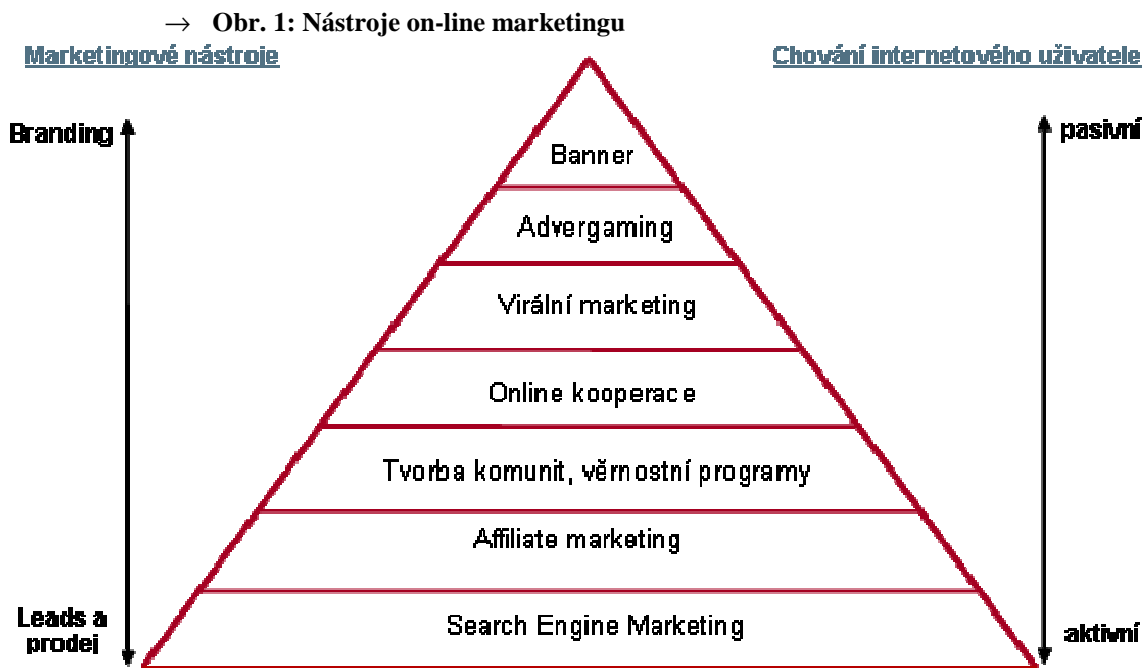 → Obr. 1: Nástroje on-line marketingu
Marketingové nástroje
Chování internetového uživatele
Branding
pasivní
Banner
Advergaming
Virální marketing
Online kooperace
Tvorba komunit, věrnostní programy
Affiliate marketing
Leads a
prodej
Search Engine Marketing
aktivní